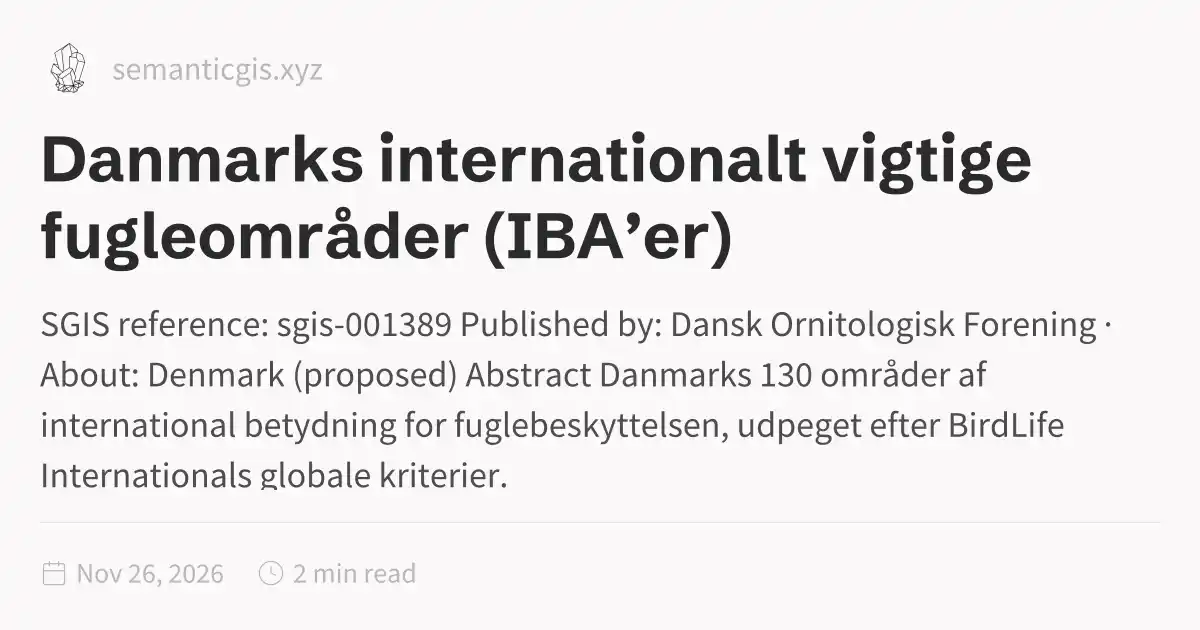 semanticgis.xyz
Danmarks internationalt vigtige
fugleområder (IBA’er)
SGIS reference: sgis-001389 Published by: Dansk Ornitologisk Forening ·
About: Denmark (proposed) Abstract Danmarks 130 områder af
international betydning for fuglebeskyttelsen, udpeget efter BirdLife
Internationals globale kriterier.
Nov 26, 2026 2 min read